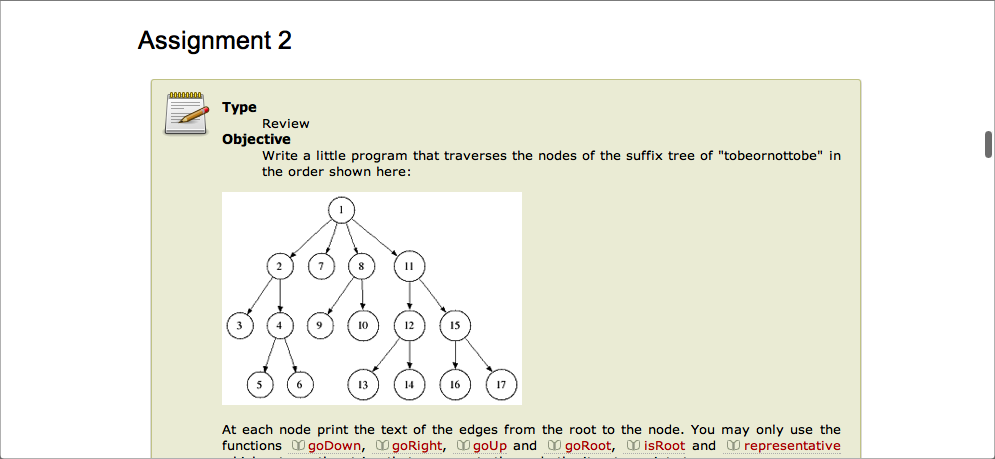 Assignment 2
Type
Review
Objective
Write a little program that traverses the nodes of the suffix tree of "tobeornottobe" in
the order shown here:
1
2 7 8 11
3 4 9 10 12 15
5 6 13 14 16 17
At each node print the text of the edges from the root to the node. You may only use the
functions goDown, goRight, goUp and goRoot, isRoot and representative